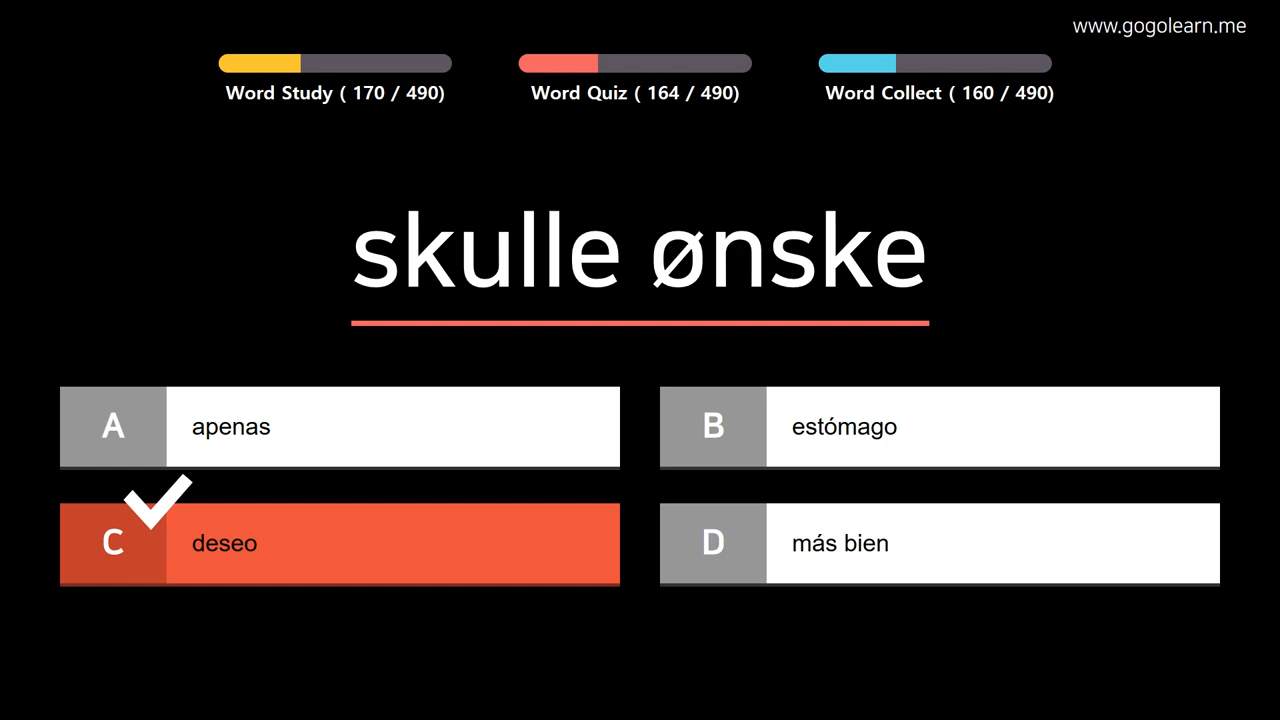 www.gogolearn.me
Word Study ( 170 / 490)
Word Quiz ( 164 / 490)
Word Collect ( 160 / 490)
skulle ønske
A
apenas
B
estómago
C
deseo
D
más bien